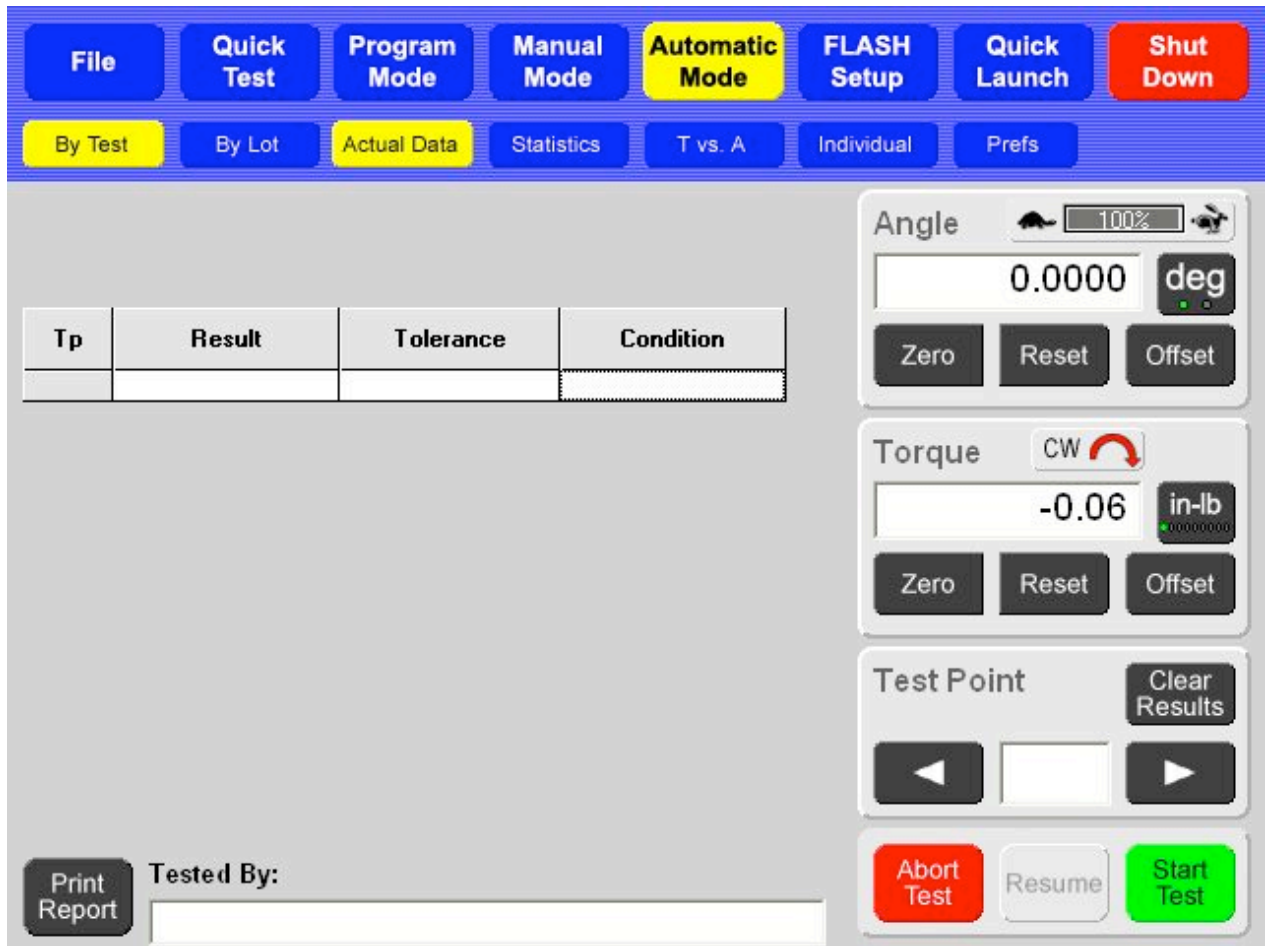 File
Quick
Test
Program
Mode
Manual
Mode
Automatic
Mode
FLASH
Setup
Quick
Launch
Shut
Down
By Test
By Lot
Actual Data
Statistics
T vs. A
Individual
Prefs
Tp
Result
Tolerance
Condition
Angle
100%
0.0000
deg
Zero
Reset
Offset
Torque
CW
-0.06
in-lb
Zero
Reset
Offset
Test Point
Clear
Results
Print
Report
Tested By:
Abort
Test
Resume
Start
Test